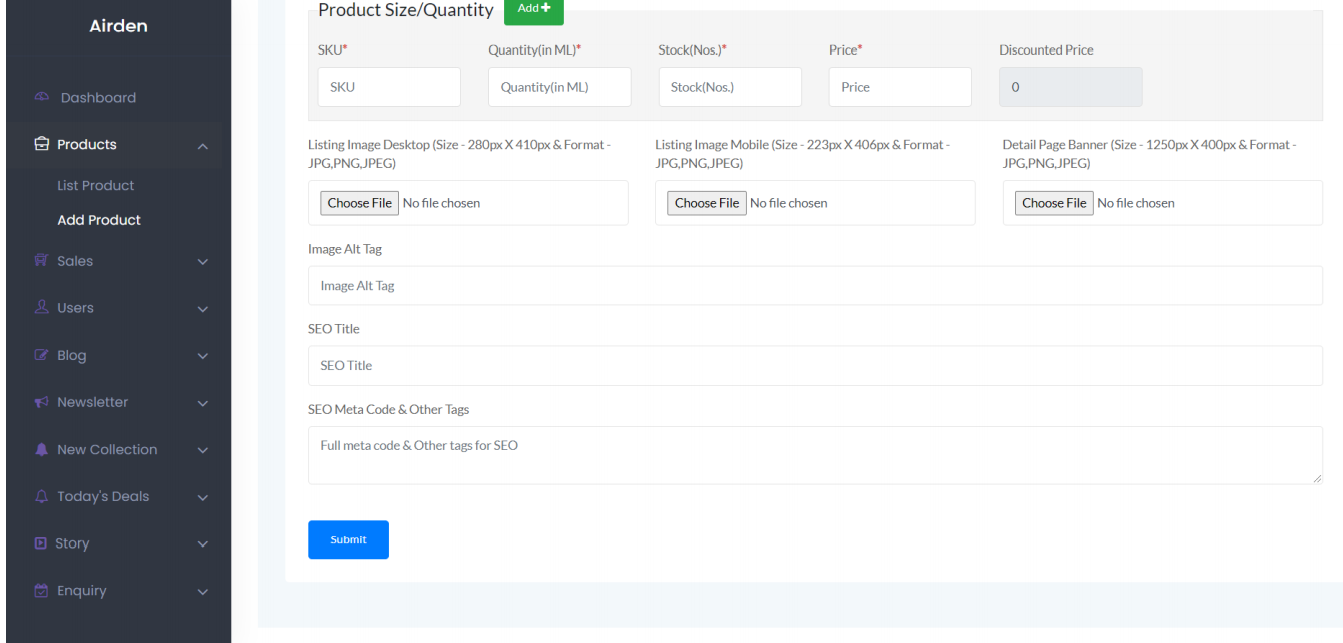 Airden
Dashboard
Products
List Product
Add Product
Sales
Users
Blog
Newsletter
New Collection
Today's Deals
Story
Enquiry
Product Size/Quantity Add+
SKU* Quantity(in ML)* Stock(Nos.)* Price* Discounted Price
SKU Quantity(in ML) Stock(Nos.) Price 0
Listing Image Desktop (Size - 280px X 410px & Format -
JPG,PNG,JPEG)
Choose File No file chosen
Listing Image Mobile (Size - 223px X 406px & Format -
JPG,PNG,JPEG)
Choose File No file chosen
Detail Page Banner (Size - 1250px X 400px & Format -
JPG,PNG,JPEG)
Choose File No file chosen
Image Alt Tag
Image Alt Tag
SEO Title
SEO Title
SEO Meta Code & Other Tags
Full meta code & Other tags for SEO
Submit